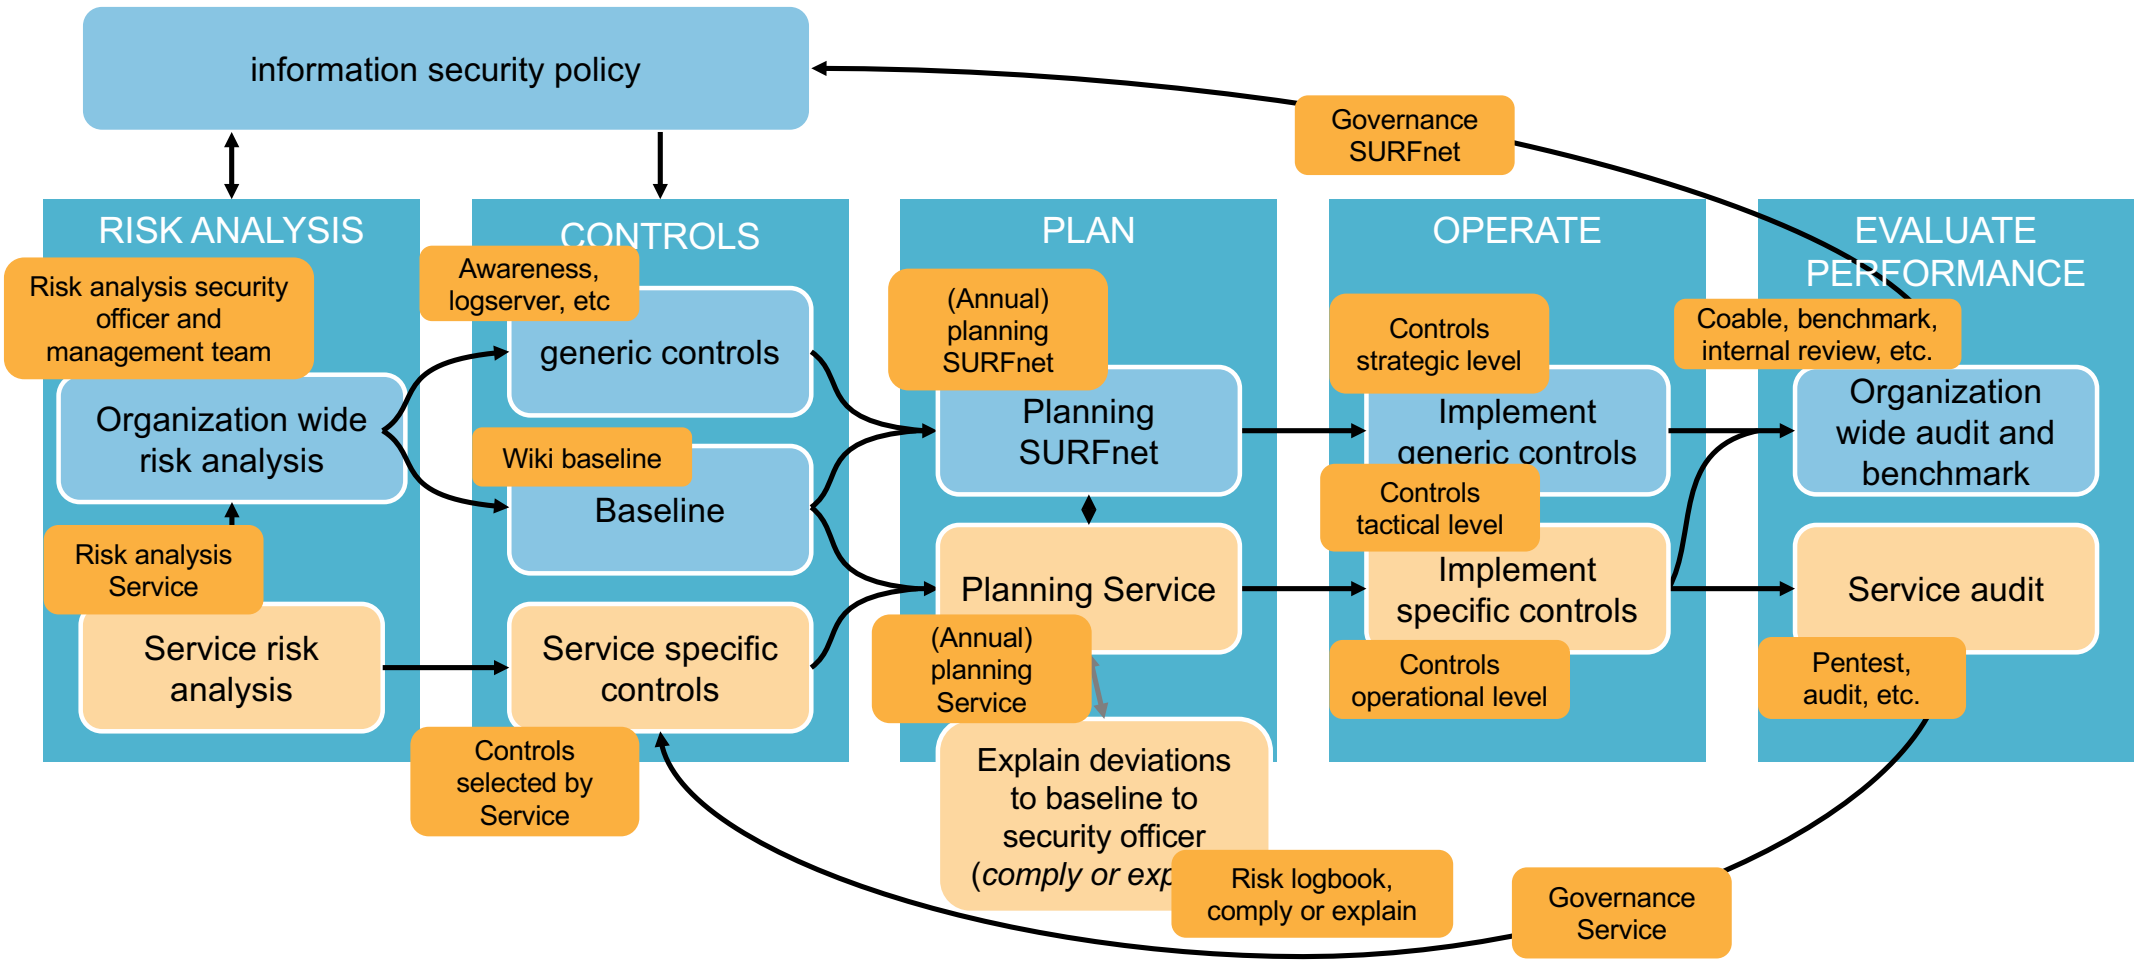 information security policy
Governance
SURFnet
RISK ANALYSIS
Risk analysis security
officer and
management team
Organization wide
risk analysis
Risk analysis
Service
Service risk
analysis
CONTROLS
Awareness,
logserver, etc
generic controls
Wiki baseline
Baseline
Service specific
controls
Controls
selected by
Service
PLAN
(Annual)
planning
SURFnet
Planning
SURFnet
Planning Service
(Annual)
planning
Service
Explain deviations
to baseline to
security officer
(comply or exp
Risk logbook,
comply or explain
OPERATE
Controls
strategic level
Implement
generic controls
Controls
tactical level
Implement
specific controls
Controls
operational level
EVALUATE
PERFORMANCE
Coable, benchmark,
internal review, etc.
Organization
wide audit and
benchmark
Service audit
Pentest,
audit, etc.
Governance
Service